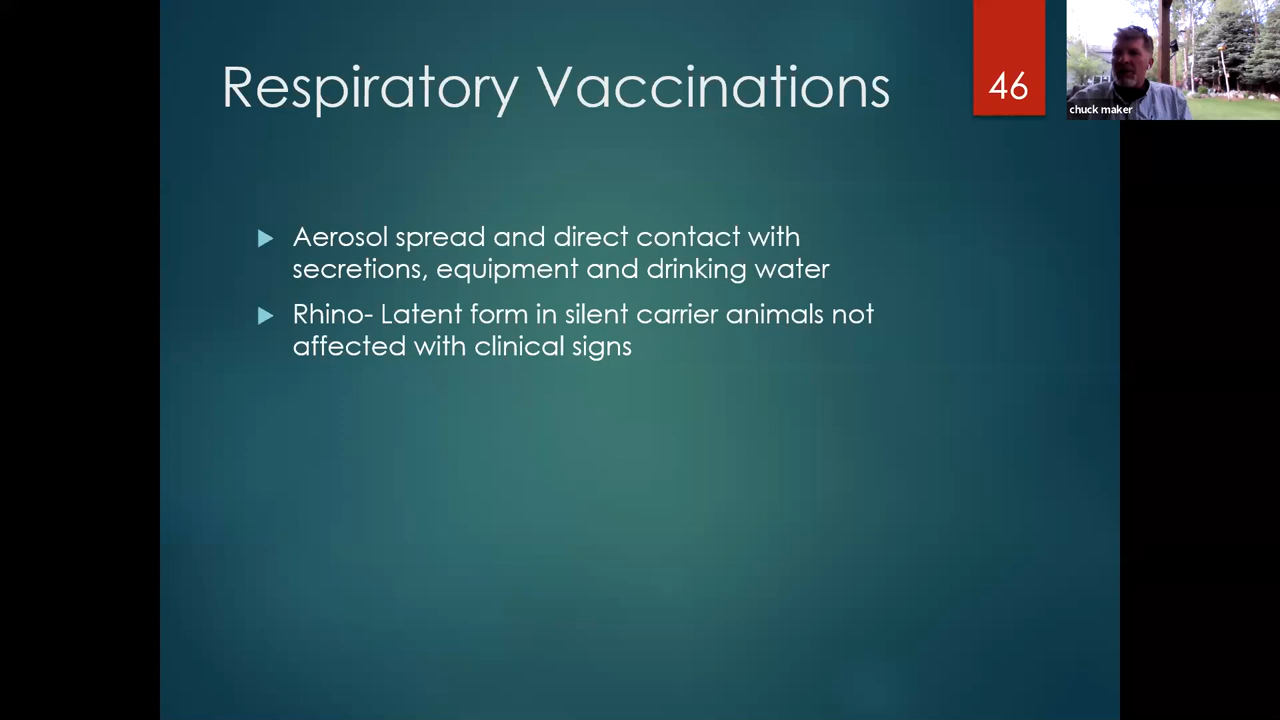 Respiratory Vaccinations
46
chuck maker
Aerosol spread and direct contact with
secretions, equipment and drinking water
Rhino- Latent form in silent carrier animals not
affected with clinical signs